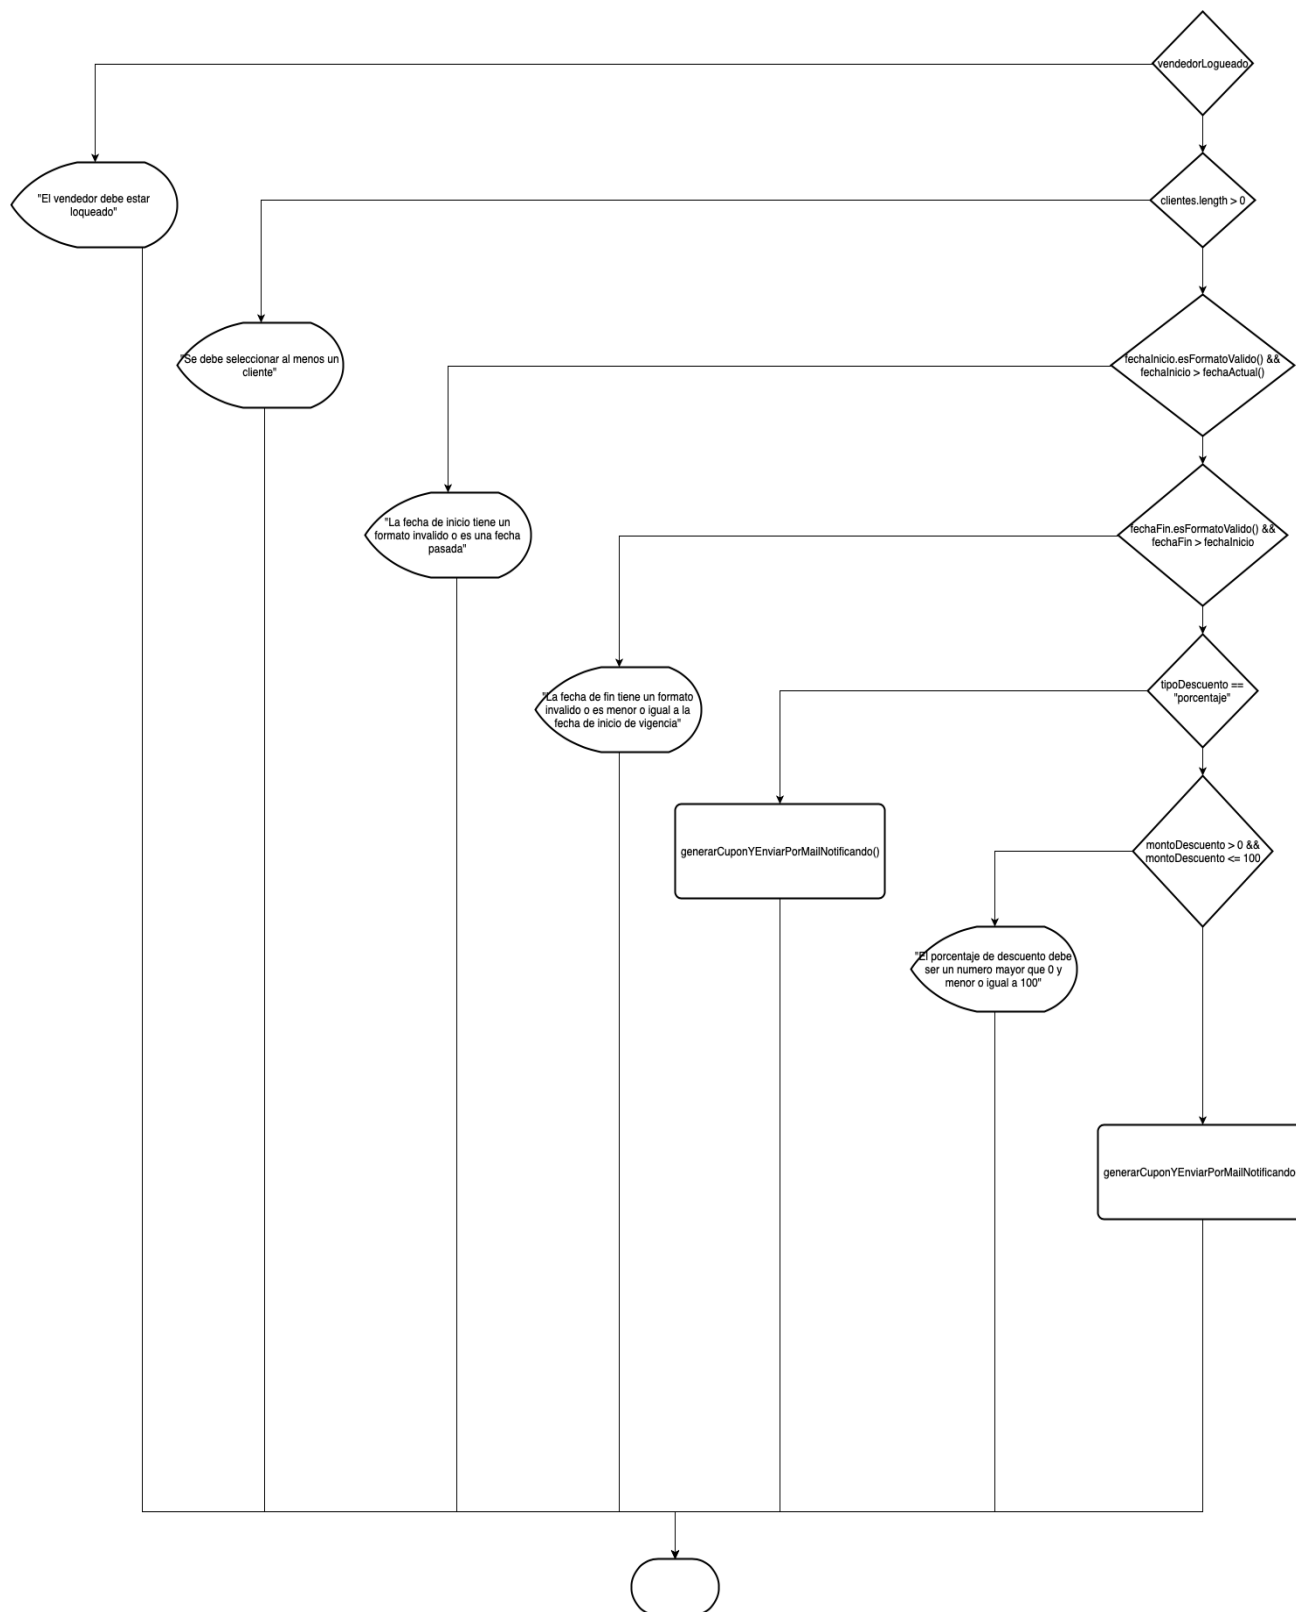 vendedorLogueado
"El vendedor debe estar
loqueado"
clientes.length > 0
"Se debe seleccionar al menos un
cliente"
fechaInicio.esFormatoValido() &&
fechaInicio > fechaActual()
"La fecha de inicio tiene un
formato invalido o es una fecha
pasada"
fechaFin.esFormatoValido() &&
fechaFin > fechaInicio
"La fecha de fin tiene un formato
invalido o es menor o igual a la
fecha de inicio de vigencia"
tipoDescuento ==
"porcentaje"
generarCuponYEnviarPorMailNotificando()
montoDescuento > 0 &&
montoDescuento <= 100
"El porcentaje de descuento debe
ser un numero mayor que 0 y
menor o igual a 100"
generarCuponYEnviarPorMailNotificando